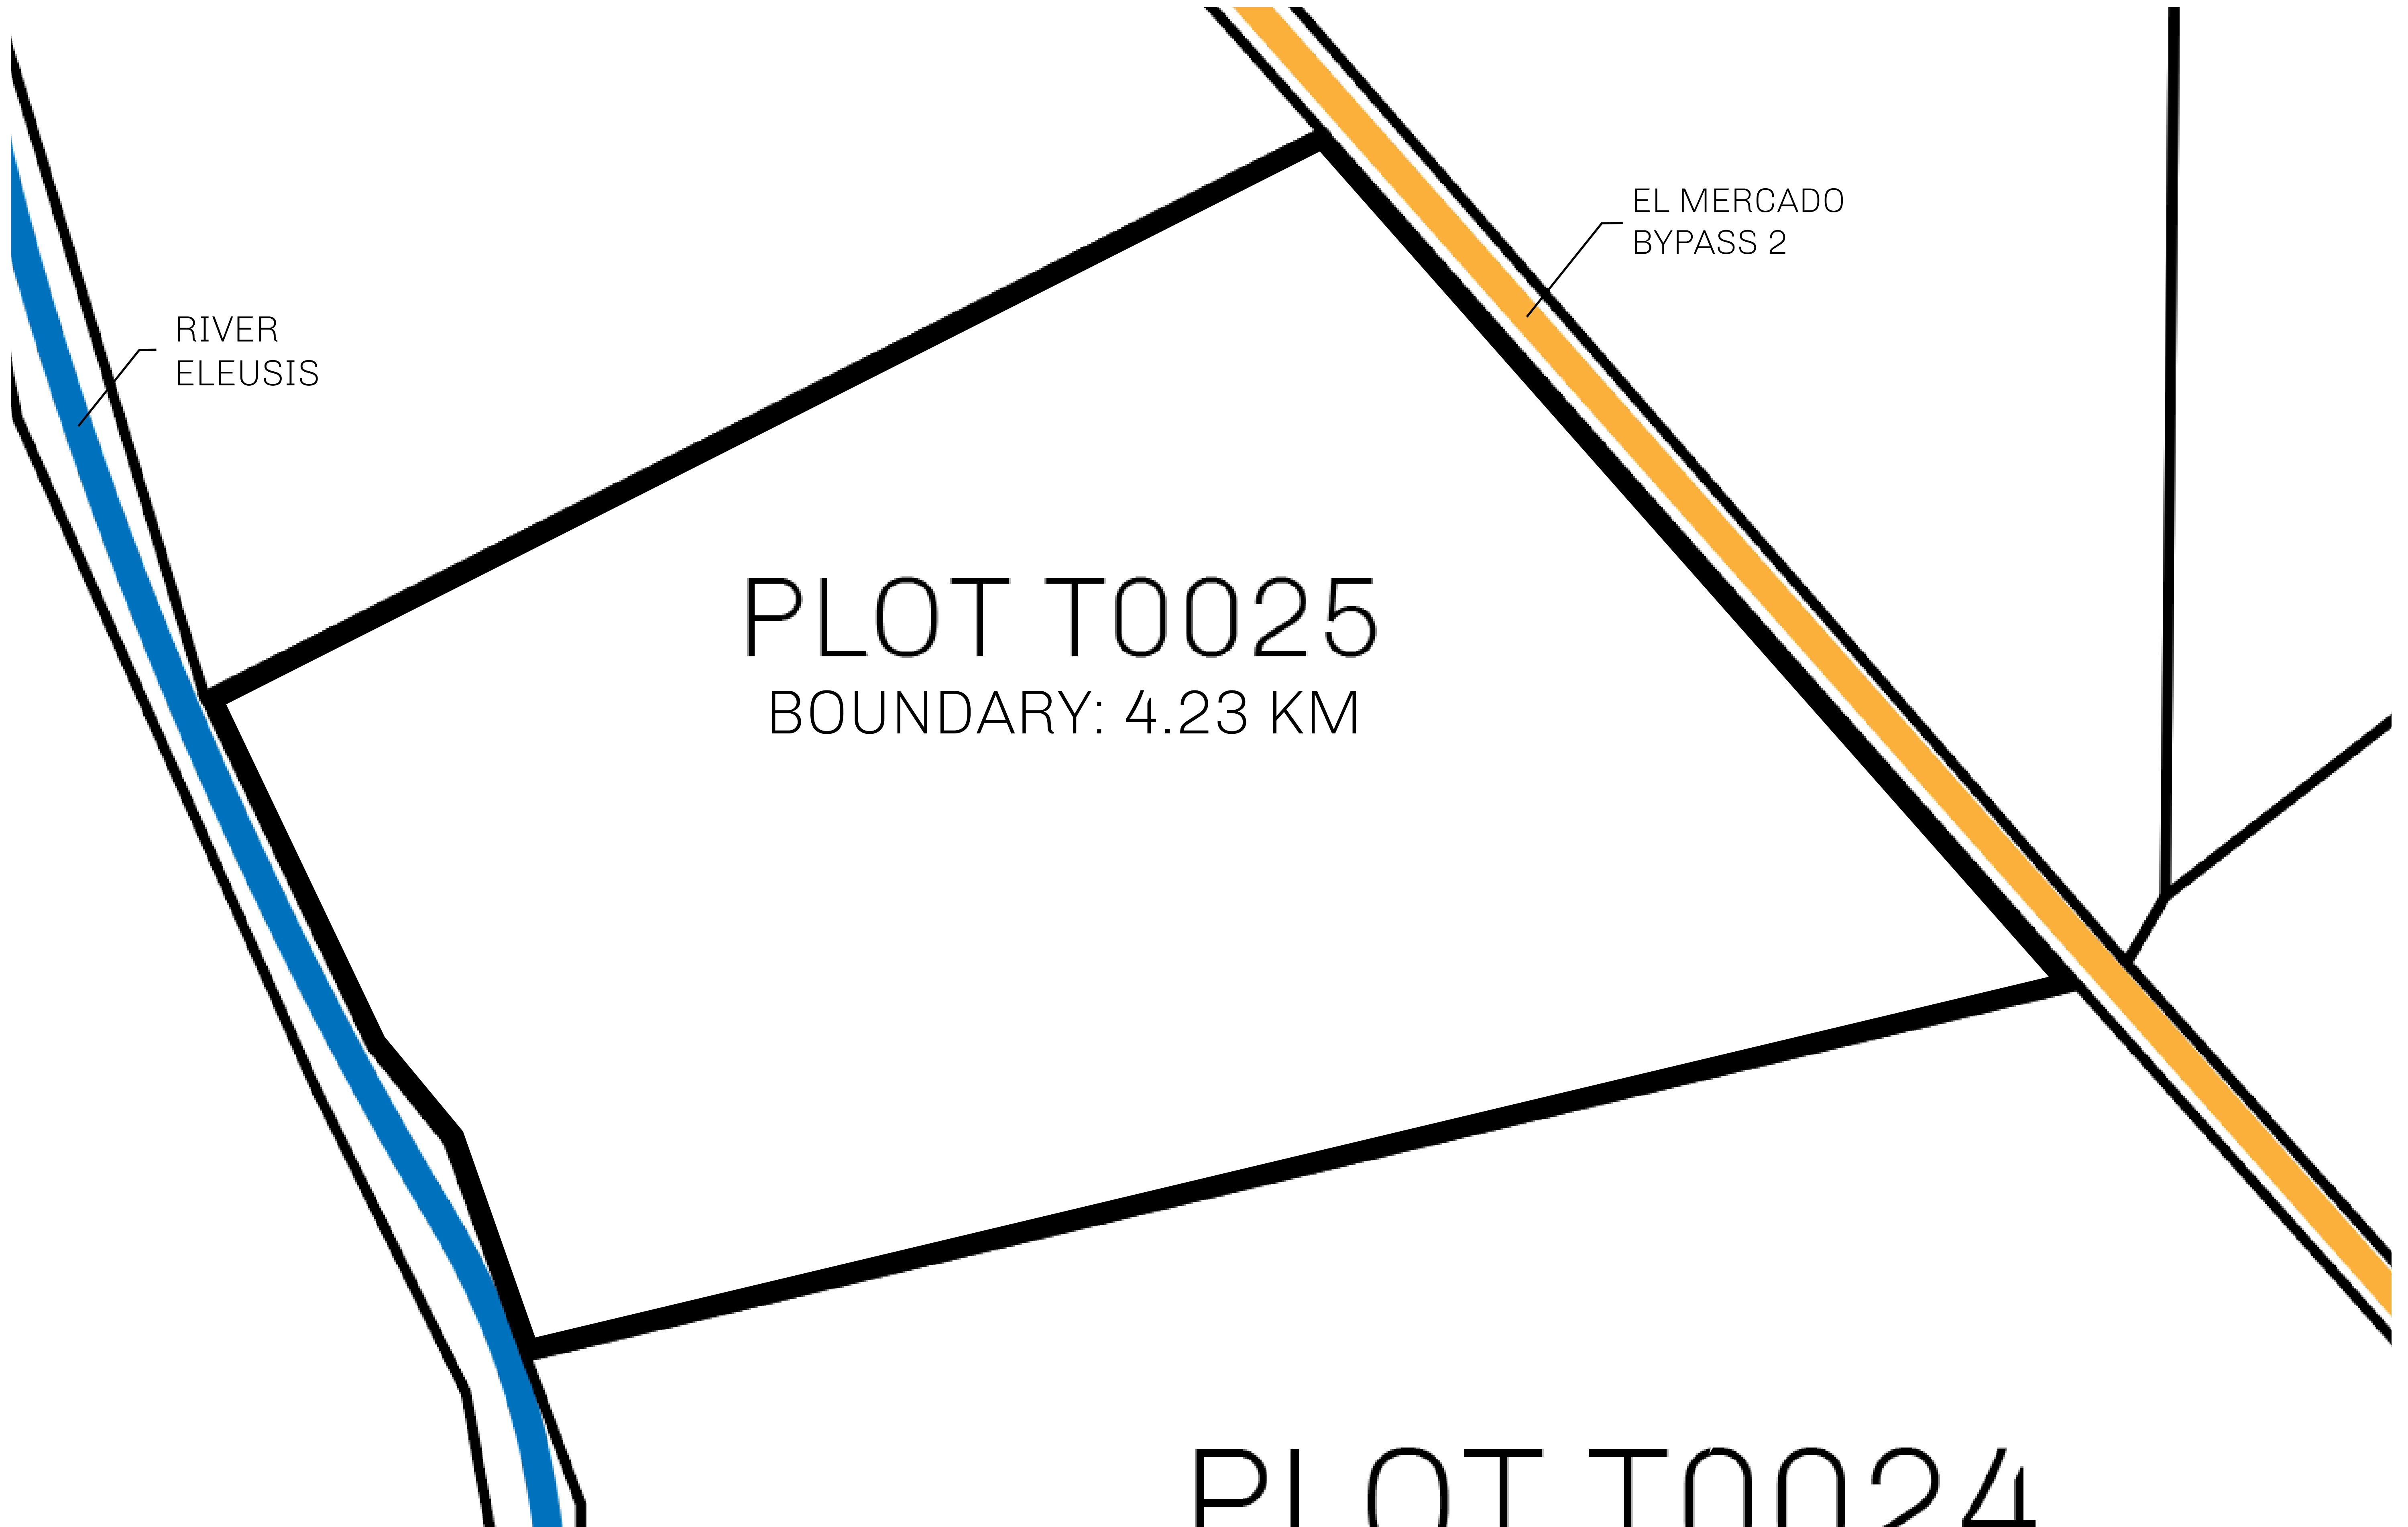 EL MERCADO
BYPASS 2
RIVER
ELEUSIS
PLOT T0025
BOUNDARY: 4.23 KM
PLOT T0024